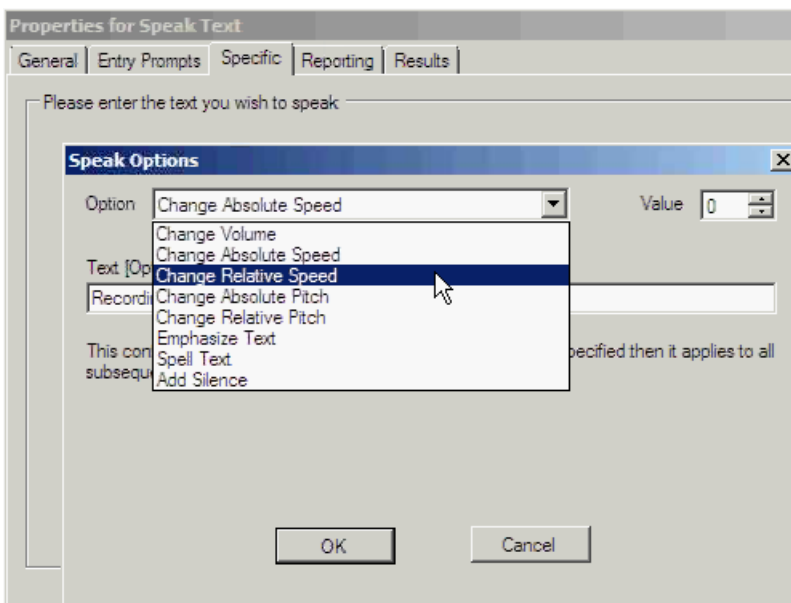 Properties for Speak Text
General Entry Prompts Specific Reporting Results
Please enter the text you wish to speak
Speak Options
Option Change Absolute Speed Value 0
Change Volume
Change Absolute Speed
Text [Op
Change Relative Speed
Recordin
Change Absolute Pitch
Change Relative Pitch
Emphasize Text
This con
Spell Text
pecified then it applies to all
subseque
Add Silence
OK Cancel